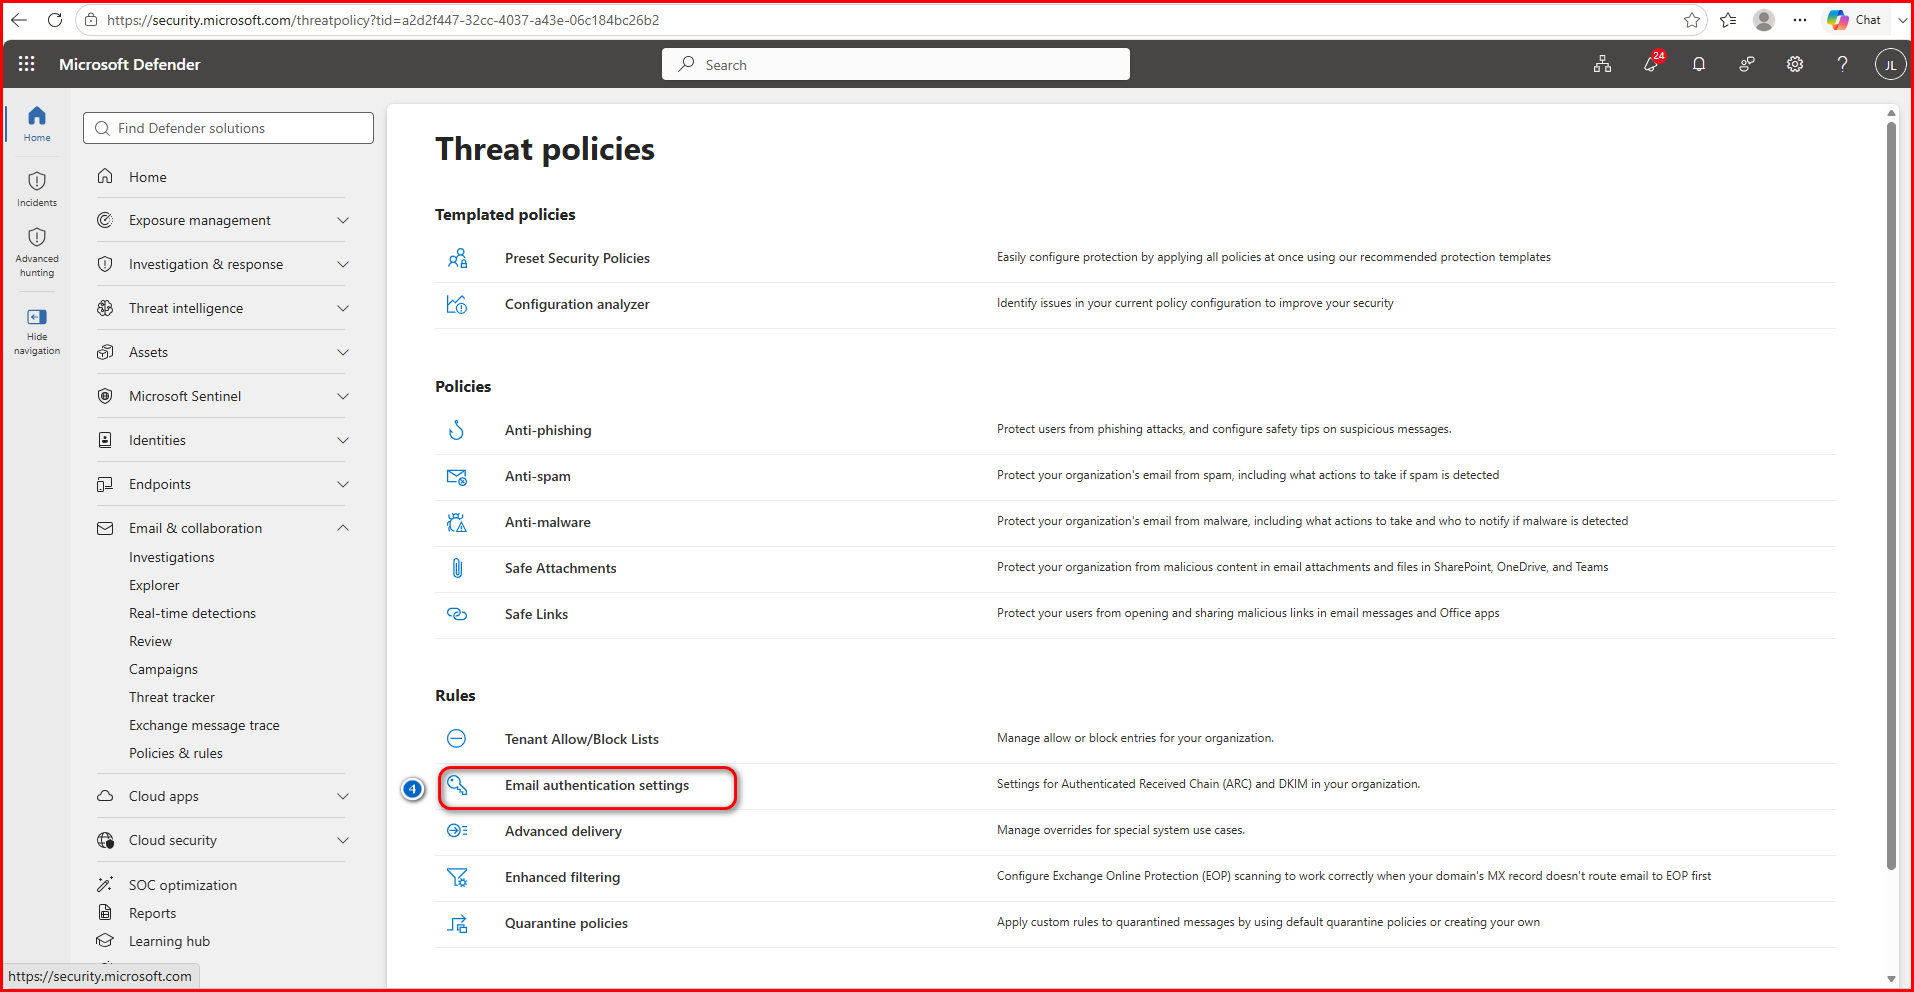 https://security.microsoft.com/threatpolicy?tid=a2d2f447-32cc-4037-a43e-06c184bc26b2
Chat
Microsoft Defender
Search
24
JL
Home
Incidents
Advanced
hunting
Hide
navigation
Find Defender solutions
Home
Exposure management
Investigation & response
Threat intelligence
Assets
Microsoft Sentinel
Identities
Endpoints
Email & collaboration
Investigations
Explorer
Real-time detections
Review
Campaigns
Threat tracker
Exchange message trace
Policies & rules
Cloud apps
Cloud security
SOC optimization
Reports
Learning hub
https://security.microsoft.com
Threat policies
Templated policies
Preset Security Policies
Easily configure protection by applying all policies at once using our recommended protection templates
Configuration analyzer
Identify issues in your current policy configuration to improve your security
Policies
Anti-phishing
Protect users from phishing attacks, and configure safety tips on suspicious messages.
Anti-spam
Protect your organization's email from spam, including what actions to take if spam is detected
Anti-malware
Protect your organization's email from malware, including what actions to take and who to notify if malware is detected
Safe Attachments
Protect your organization from malicious content in email attachments and files in SharePoint, OneDrive, and Teams
Safe Links
Protect your users from opening and sharing malicious links in email messages and Office apps
Rules
Tenant Allow/Block Lists
Manage allow or block entries for your organization.
4
Email authentication settings
Settings for Authenticated Received Chain (ARC) and DKIM in your organization.
Advanced delivery
Manage overrides for special system use cases.
Enhanced filtering
Configure Exchange Online Protection (EOP) scanning to work correctly when your domain's MX record doesn't route email to EOP first
Quarantine policies
Apply custom rules to quarantined messages by using default quarantine policies or creating your own